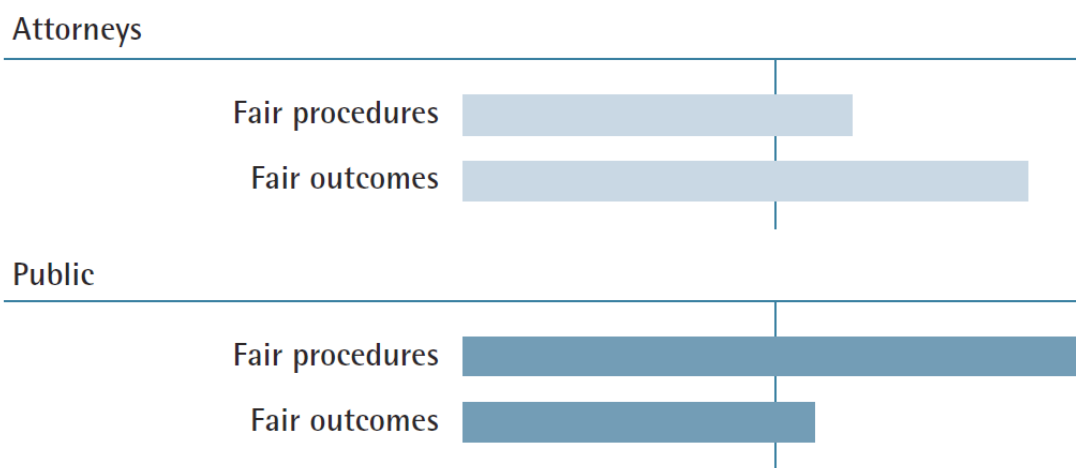 Attorneys
Fair procedures
Fair outcomes
Public
Fair procedures
Fair outcomes